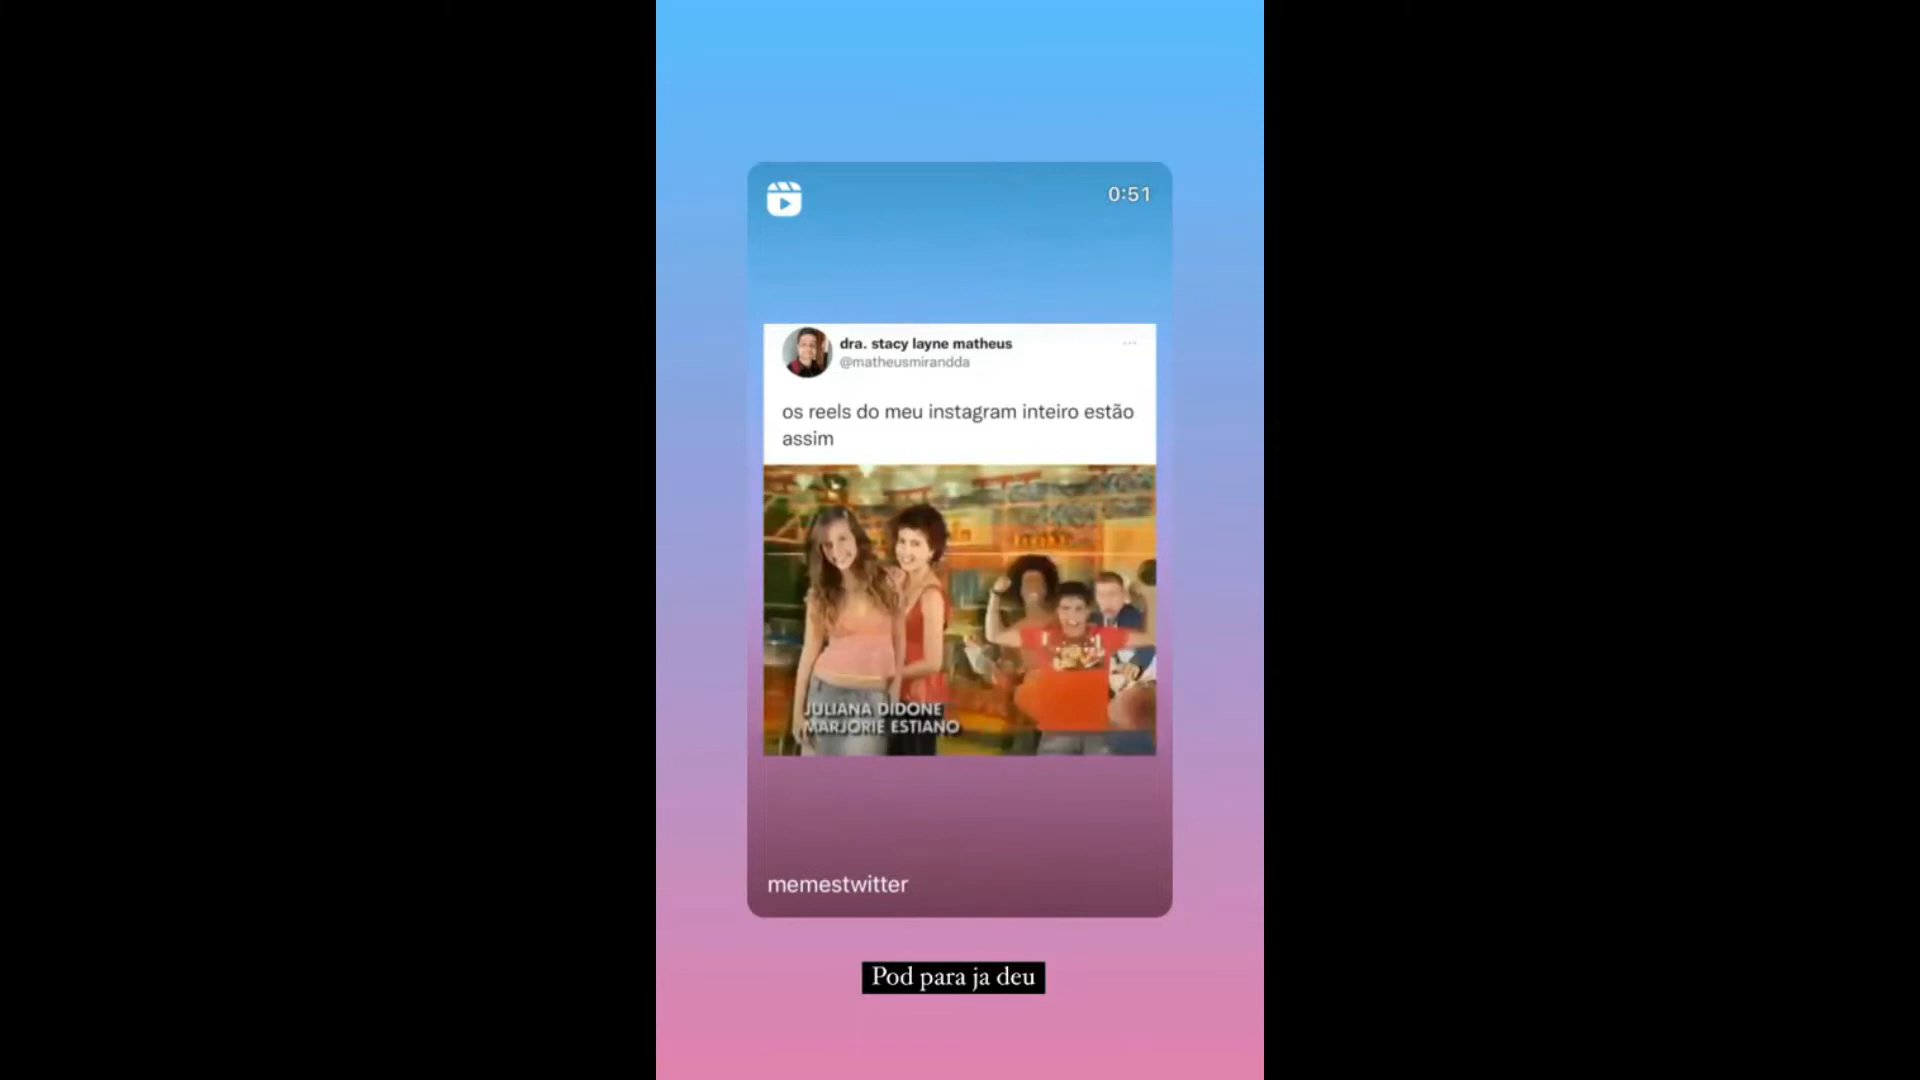 0:51
dra. stacy layne matheus
@matheusmirandda
os reels do meu instagram inteiro estão
assim
JULIANA DIDONE
MARJORIE ESTIANO
memestwitter
Pod para ja deu